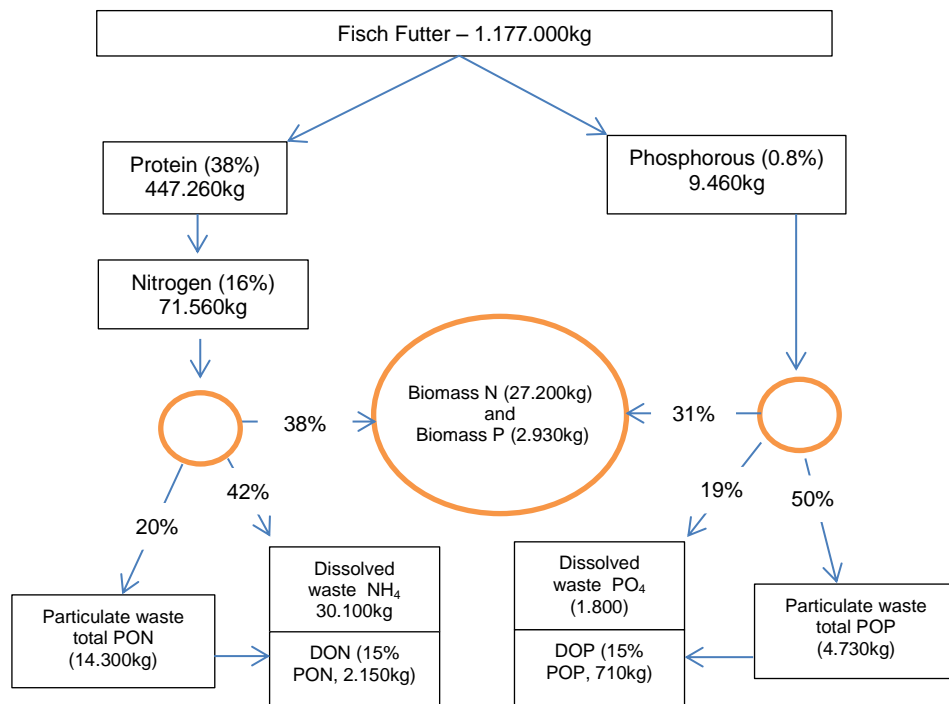 Fisch Futter – 1.177.000kg
Protein (38%)
447.260kg
Phosphorous (0.8%)
9.460kg
Nitrogen (16%)
71.560kg
Biomass N (27.200kg)
and
Biomass P (2.930kg)
38%
31%
42%
20%
19%
50%
Particulate waste
total PON
(14.300kg)
Dissolved
waste NH₄
30.100kg
DON (15%
PON, 2.150kg)
Dissolved
waste PO₄
(1.800)
DOP (15%
POP, 710kg)
Particulate waste
total POP
(4.730kg)